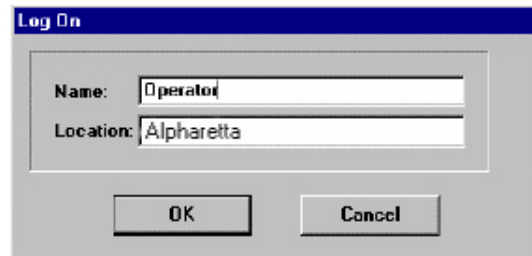 Log On
Name: Operator
Location: Alpharetta
OK Cancel